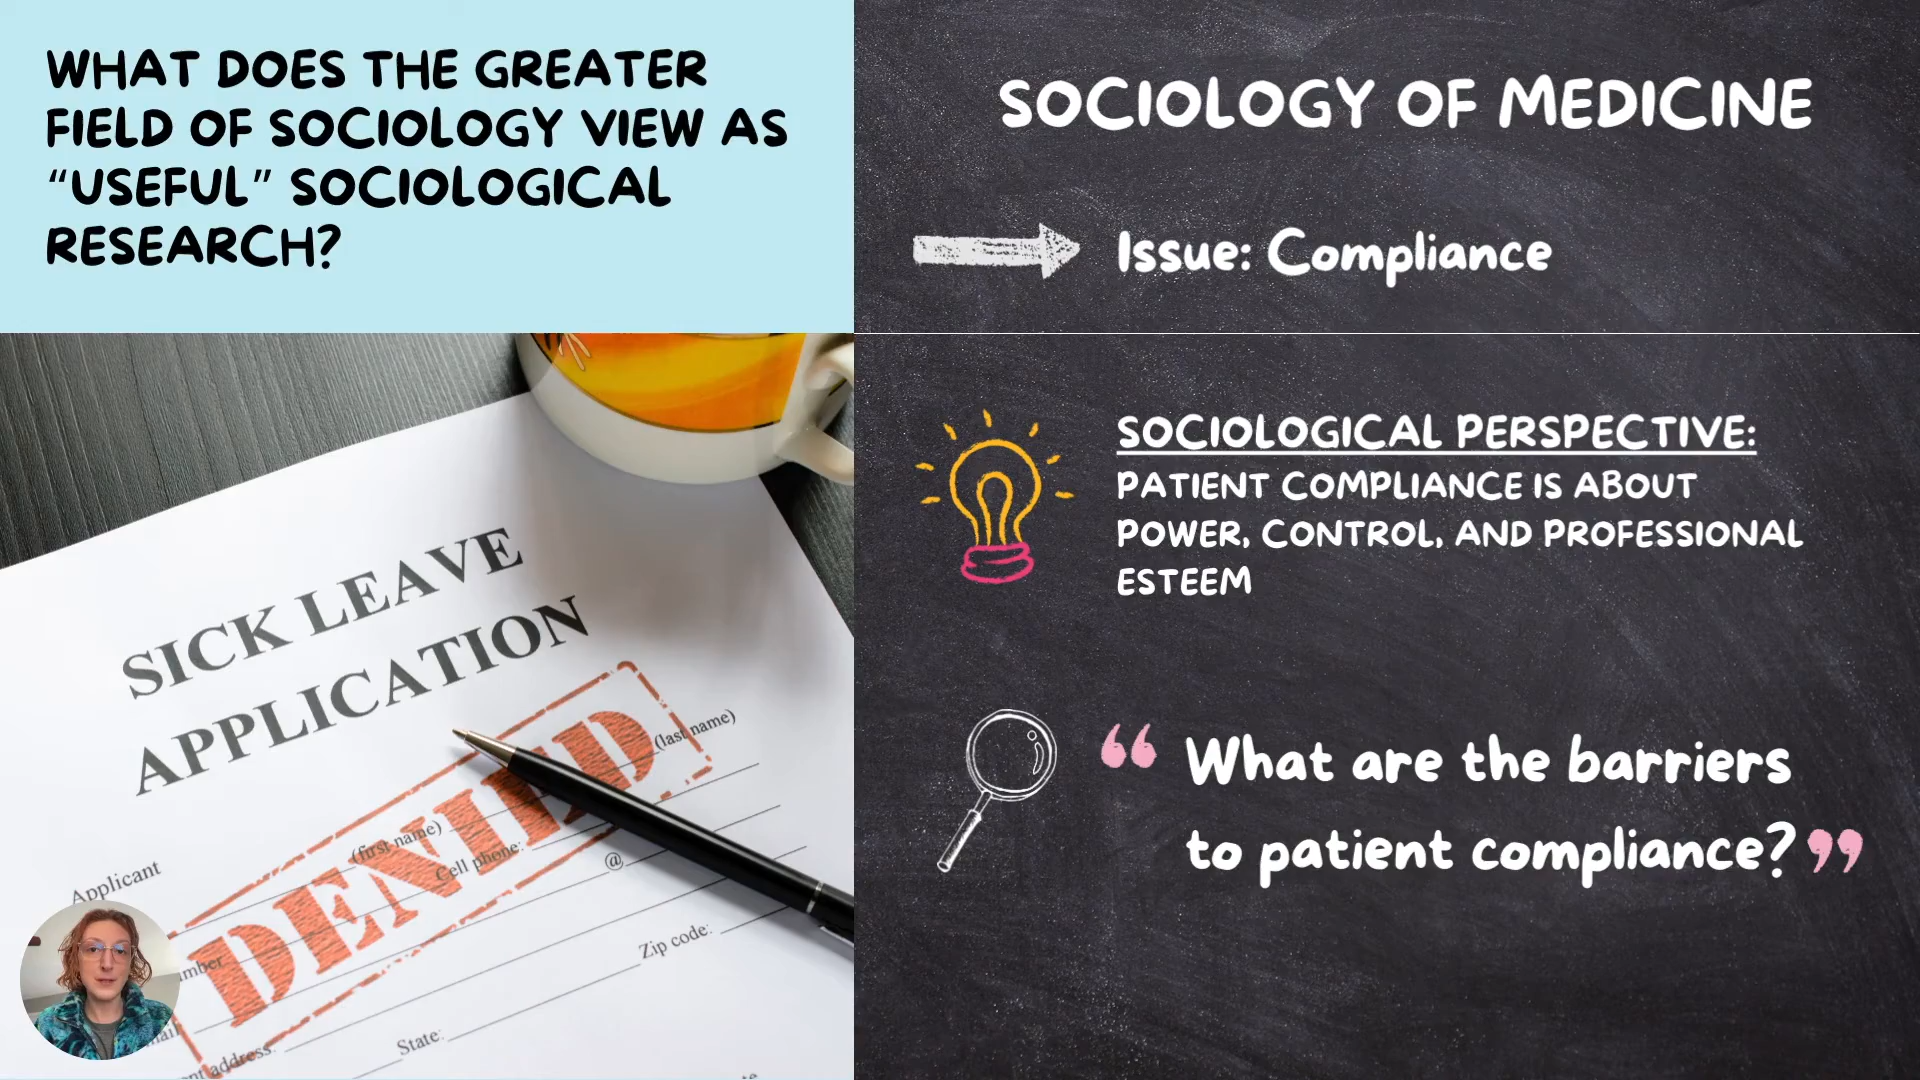 WHAT DOES THE GREATER
FIELD OF SOCIOLOGY VIEW AS
“USEFUL” SOCIOLOGICAL
RESEARCH?
SOCIOLOGY OF MEDICINE
Issue: Compliance
SOCIOLOGICAL PERSPECTIVE:
PATIENT COMPLIANCE IS ABOUT
POWER, CONTROL, AND PROFESSIONAL
ESTEEM
“What are the barriers
to patient compliance?”
SICK LEAVE
APPLICATION
DENIED
(last name)
(first name)
Applicant
Cell phone:
@
Zip code:
State:
address: